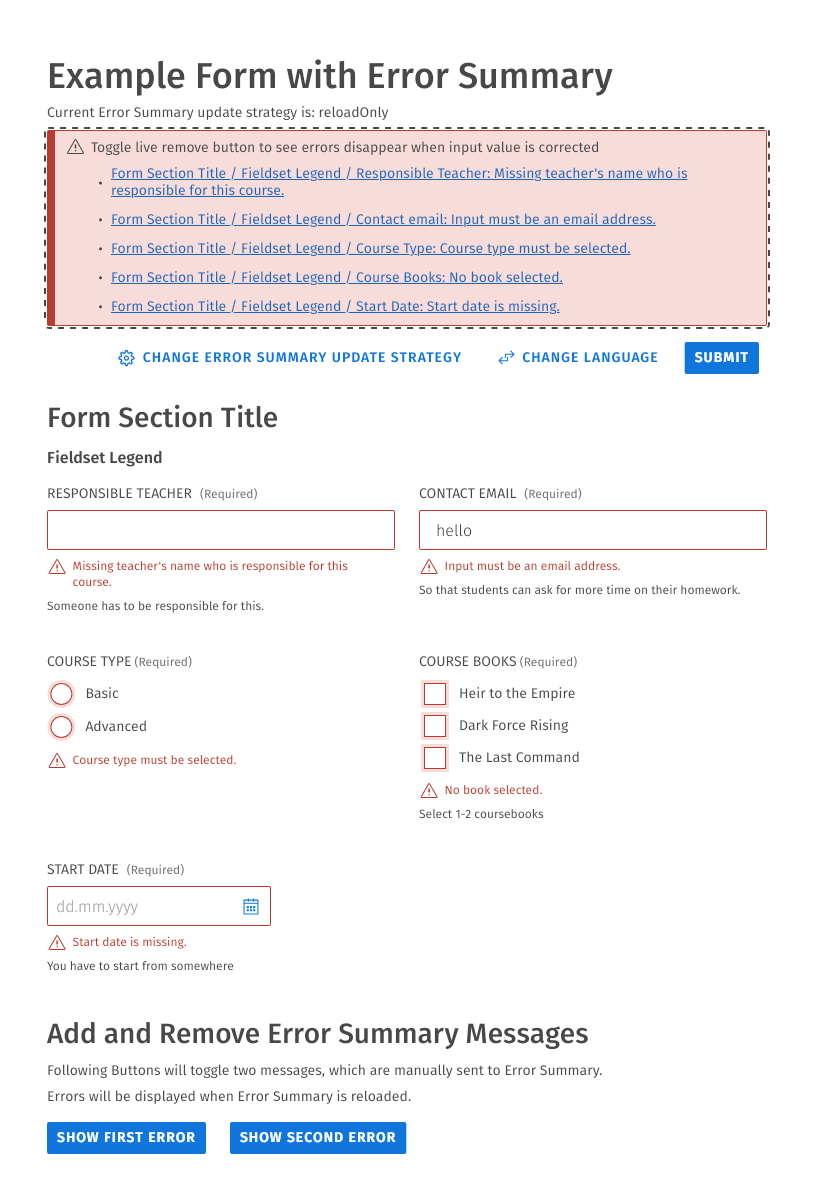 Example Form with Error Summary
Current Error Summary update strategy is: reloadOnly
Toggle live remove button to see errors disappear when input value is corrected
• Form Section Title / Fieldset Legend / Responsible Teacher: Missing teacher's name who is
responsible for this course.
• Form Section Title / Fieldset Legend / Contact email: Input must be an email address.
• Form Section Title / Fieldset Legend / Course Type: Course type must be selected.
• Form Section Title / Fieldset Legend / Course Books: No book selected.
• Form Section Title / Fieldset Legend / Start Date: Start date is missing.
CHANGE ERROR SUMMARY UPDATE STRATEGY CHANGE LANGUAGE SUBMIT
Form Section Title
Fieldset Legend
RESPONSIBLE TEACHER (Required)
Missing teacher's name who is responsible for this
course.
Someone has to be responsible for this.
CONTACT EMAIL (Required)
hello
Input must be an email address.
So that students can ask for more time on their homework.
COURSE TYPE (Required)
Basic
Advanced
Course type must be selected.
COURSE BOOKS (Required)
Heir to the Empire
Dark Force Rising
The Last Command
No book selected.
Select 1-2 coursebooks
START DATE (Required)
dd.mm.yyyy
Start date is missing.
You have to start from somewhere
Add and Remove Error Summary Messages
Following Buttons will toggle two messages, which are manually sent to Error Summary.
Errors will be displayed when Error Summary is reloaded.
SHOW FIRST ERROR SHOW SECOND ERROR